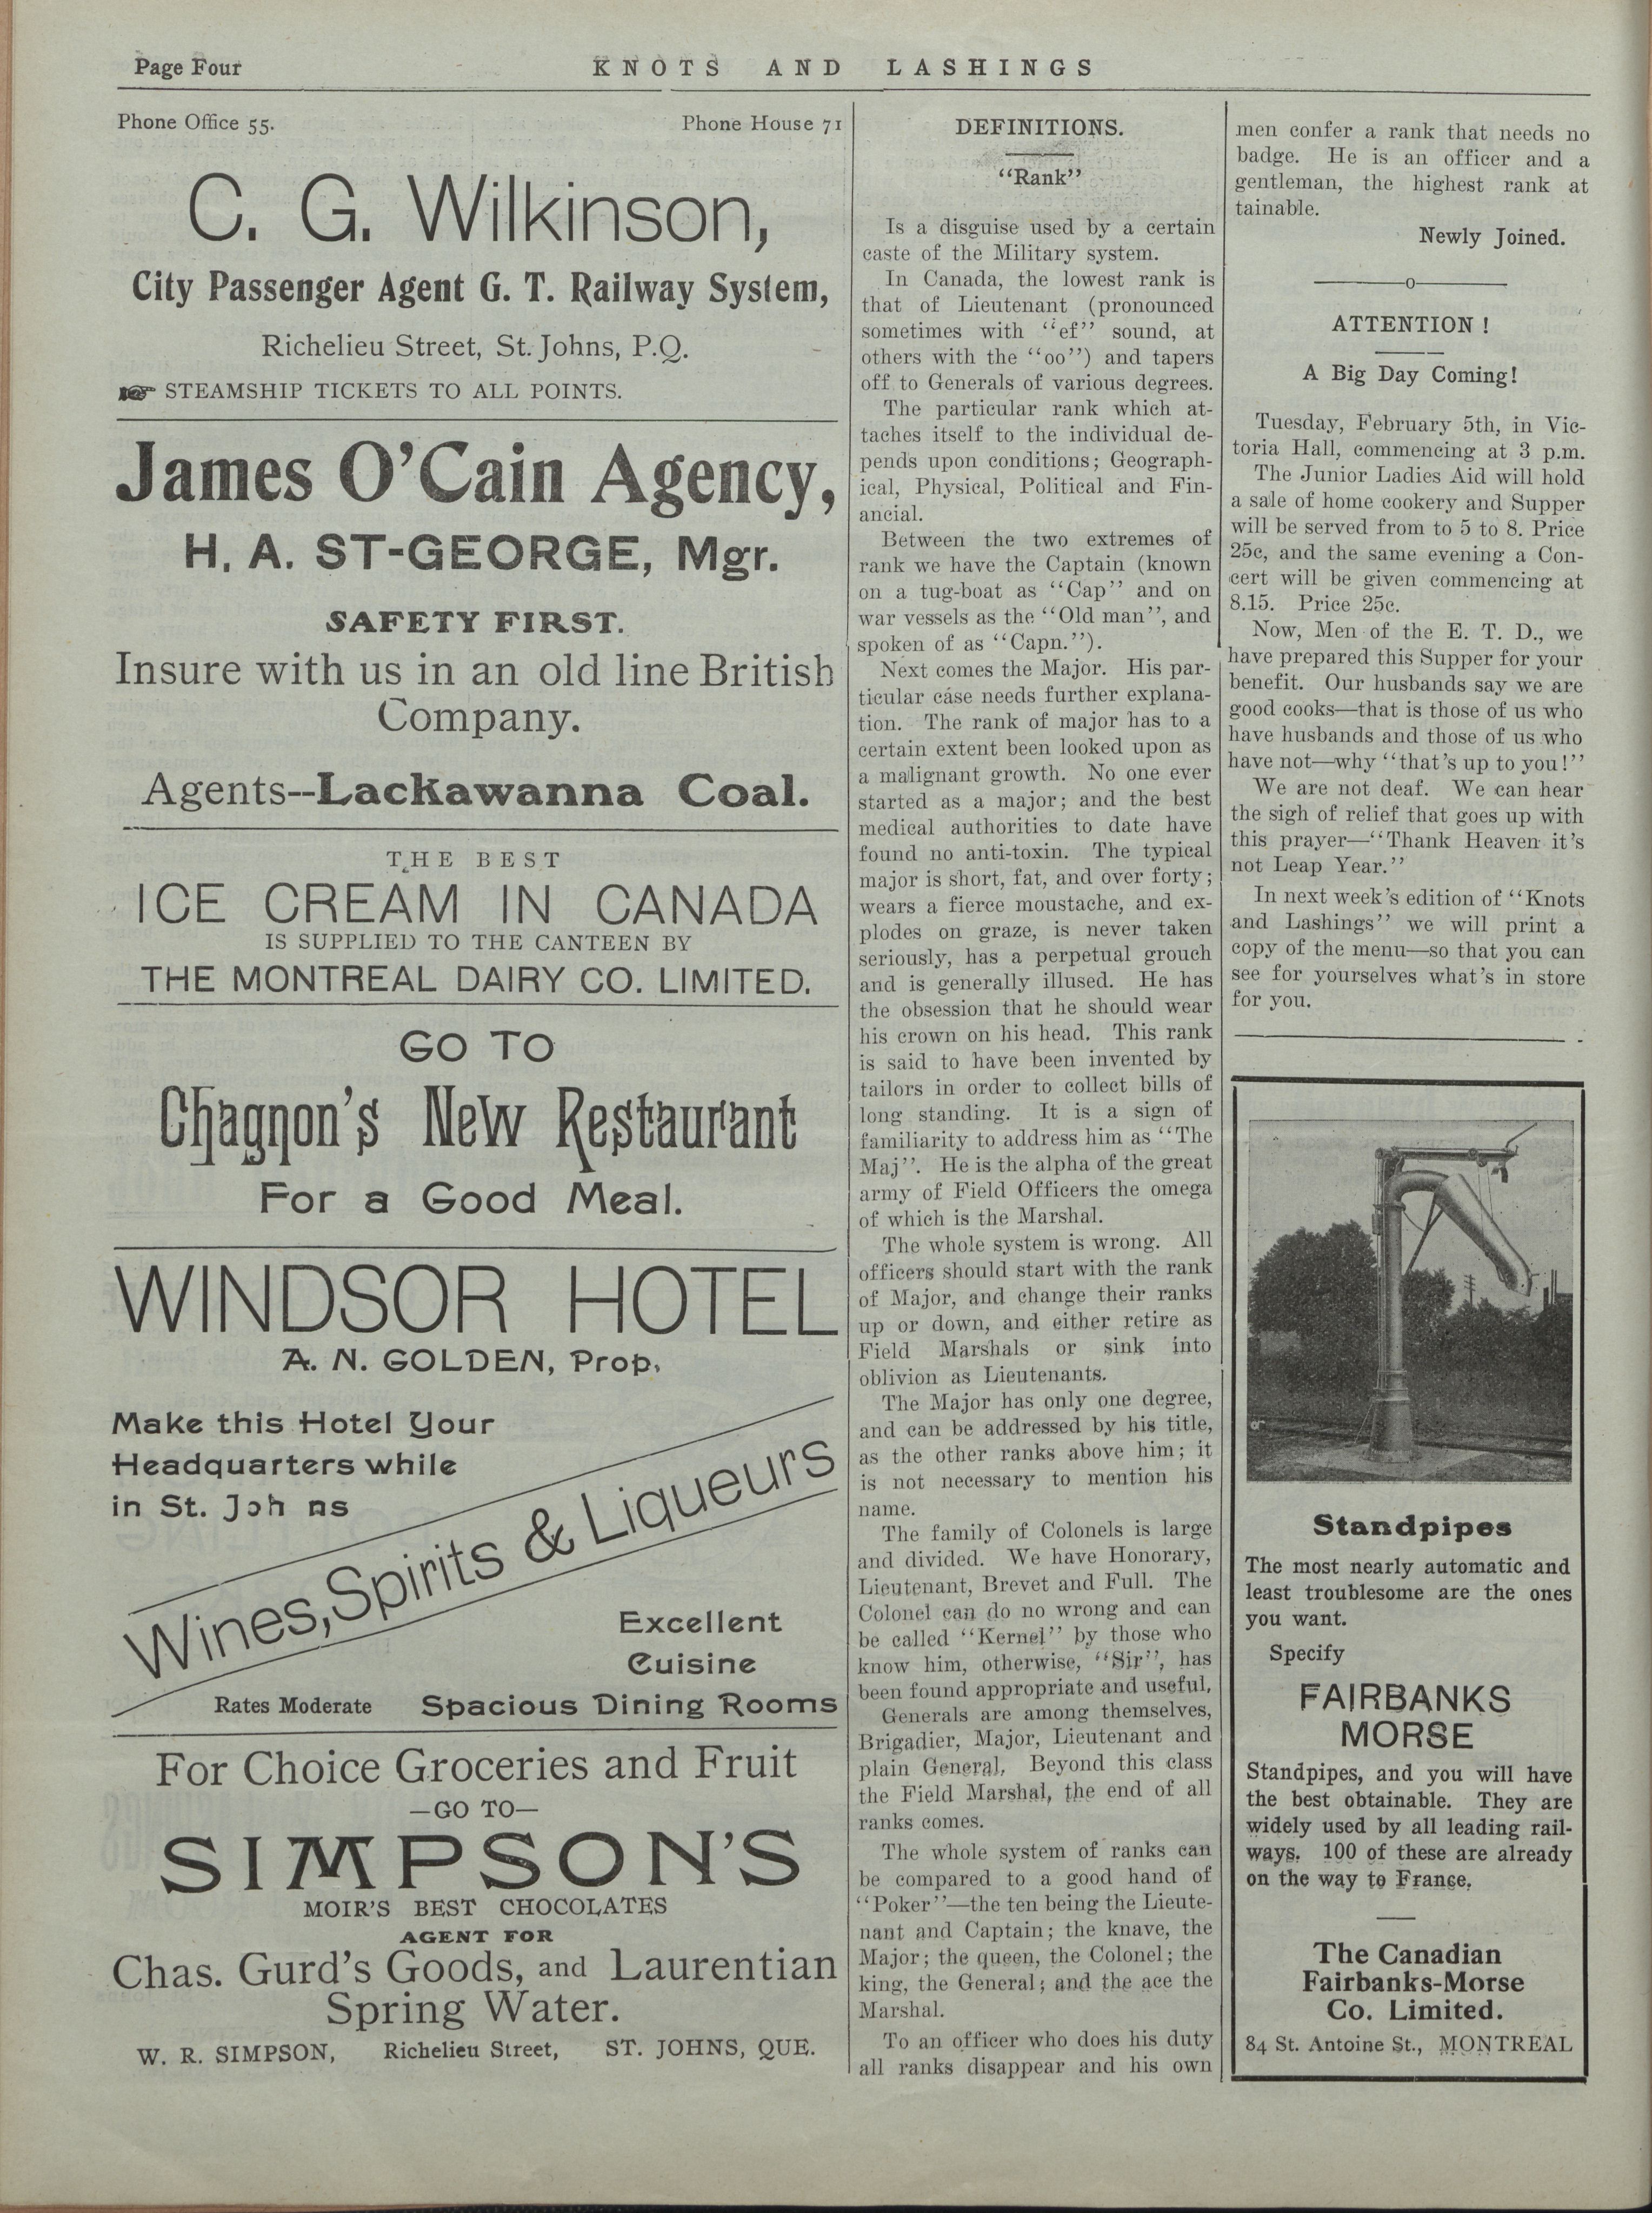 Page Four
KNOTS AND LASHINGS
Phone Office 55.
Phone House 71
C. G. Wilkinson,
City Passenger Agent G. T. Railway System,
Richelieu Street, St. Johns, P.Q.
STEAMSHIP TICKETS TO ALL POINTS.
James O'Cain Agency,
H. A. ST-GEORGE, Mgr.
SAFETY FIRST.
Insure with us in an old line British
Company.
Agents--Lackawanna Coal.
THE BEST
ICE CREAM IN CANADA
IS SUPPLIED TO THE CANTEEN BY
THE MONTREAL DAIRY CO. LIMITED.
GO TO
Chagnon's New Restaurant
For a Good Meal.
WINDSOR HOTEL
A. N. GOLDEN, Prop.
Make this Hotel Your
Headquarters while
in St. Joh ns
Wines, Spirits & Liqueurs
Excellent
Cuisine
Rates Moderate Spacious Dining Rooms
For Choice Groceries and Fruit
—GO TO—
SIMPSON'S
MOIR'S BEST CHOCOLATES
AGENT FOR
Chas. Gurd's Goods, and Laurentian
Spring Water.
W. R. SIMPSON, Richelieu Street, ST. JOHNS, QUE.
DEFINITIONS.
"Rank"
Is a disguise used by a certain
caste of the Military system.
In Canada, the lowest rank is
that of Lieutenant (pronounced
sometimes with "ef" sound, at
others with the "oo") and tapers
off to Generals of various degrees.
The particular rank which at-
taches itself to the individual de-
pends upon conditions; Geograph-
ical, Physical, Political and Fin-
ancial.
Between the two extremes of
rank we have the Captain (known
on a tug-boat as "Cap" and on
war vessels as the "Old man", and
spoken of as "Capn.").
Next comes the Major. His par-
ticular case needs further explana-
tion. The rank of major has to a
certain extent been looked upon as
a malignant growth. No one ever
started as a major; and the best
medical authorities to date have
found no anti-toxin. The typical
major is short, fat, and over forty;
wears a fierce moustache, and ex-
plodes on graze, is never taken
seriously, has a perpetual grouch
and is generally illused. He has
the obsession that he should wear
his crown on his head. This rank
is said to have been invented by
tailors in order to collect bills of
long standing. It is a sign of
familiarity to address him as "The
Maj". He is the alpha of the great
army of Field Officers the omega
of which is the Marshal.
The whole system is wrong. All
officers should start with the rank
of Major, and change their ranks
up or down, and either retire as
Field Marshals or sink into
oblivion as Lieutenants.
The Major has only one degree,
and can be addressed by his title,
as the other ranks above him; it
is not necessary to mention his
name.
The family of Colonels is large
and divided. We have Honorary,
Lieutenant, Brevet and Full. The
Colonel can do no wrong and can
be called "Kernel" by those who
know him, otherwise, "Sir", has
been found appropriate and useful,
Generals are among themselves,
Brigadier, Major, Lieutenant and
plain General, Beyond this class
the Field Marshal, the end of all
ranks comes.
The whole system of ranks can
be compared to a good hand of
"Poker"—the ten being the Lieute-
nant and Captain; the knave, the
Major; the queen, the Colonel; the
king, the General; and the ace the
Marshal.
To an officer who does his duty
all ranks disappear and his own
men confer a rank that needs no
badge. He is an officer and a
gentleman, the highest rank at
tainable.
Newly Joined.
o
ATTENTION !
A Big Day Coming!
Tuesday, February 5th, in Vic-
toria Hall, commencing at 3 p.m.
The Junior Ladies Aid will hold
a sale of home cookery and Supper
will be served from to 5 to 8. Price
25c, and the same evening a Con-
cert will be given commencing at
8.15. Price 25c.
Now, Men of the E. T. D., we
have prepared this Supper for your
benefit. Our husbands say we are
good cooks—that is those of us who
have husbands and those of us who
have not—why "that's up to you!"
We are not deaf. We can hear
the sigh of relief that goes up with
this prayer—"Thank Heaven it's
not Leap Year."
In next week's edition of "Knots
and Lashings" we will print a
copy of the menu—so that you can
see for yourselves what's in store
for you.
Standpipes
The most nearly automatic and
least troublesome are the ones
you want.
Specify
FAIRBANKS
MORSE
Standpipes, and you will have
the best obtainable. They are
widely used by all leading rail-
ways. 100 of these are already
on the way to France.
The Canadian
Fairbanks-Morse
Co. Limited.
84 St. Antoine St., MONTREAL